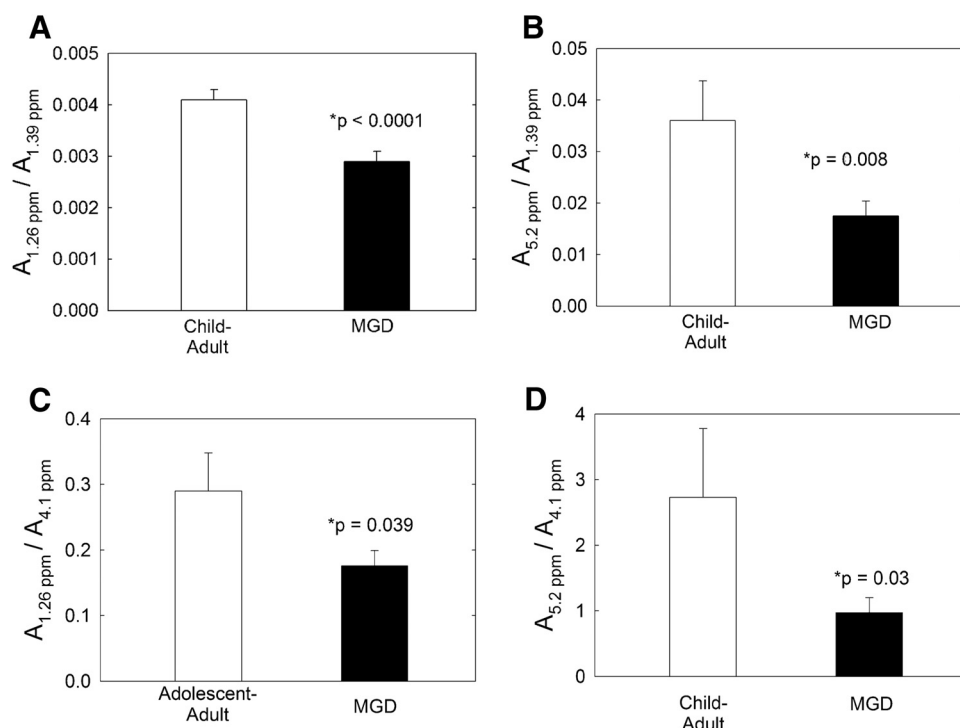 A
A1.26 ppm / A1.39 ppm
0.005
0.004
0.003
0.002
0.001
0.000
*p < 0.0001
Child-
Adult
MGD
B
A5.2 ppm / A1.39 ppm
0.05
0.04
0.03
0.02
0.01
0.00
*p = 0.008
Child-
Adult
MGD
C
A1.26 ppm / A4.1 ppm
0.4
0.3
0.2
0.1
0.0
*p = 0.039
Adolescent-
Adult
MGD
D
A5.2 ppm / A4.1 ppm
4
3
2
1
0
*p = 0.03
Child-
Adult
MGD